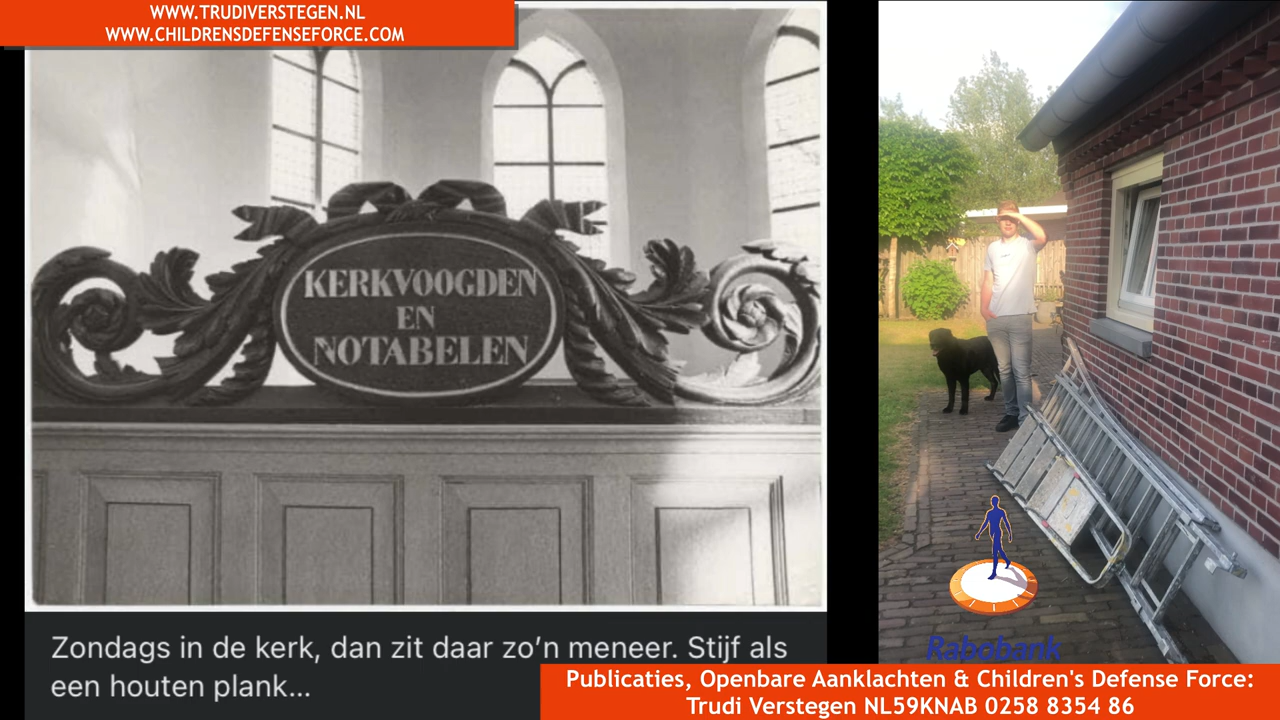 WWW.TRUDIVERSTEGEN.NL
WWW.CHILDRENSDEFENSEFORCE.COM
KERKVOOGDEN
EN
NOTABELEN
Zondags in de kerk, dan zit daar zo’n meneer. Stijf als
een houten plank...
Rabobank
Publicaties, Openbare Aanklachten & Children's Defense Force:
Trudi Verstegen NL59KNAB 0258 8354 86